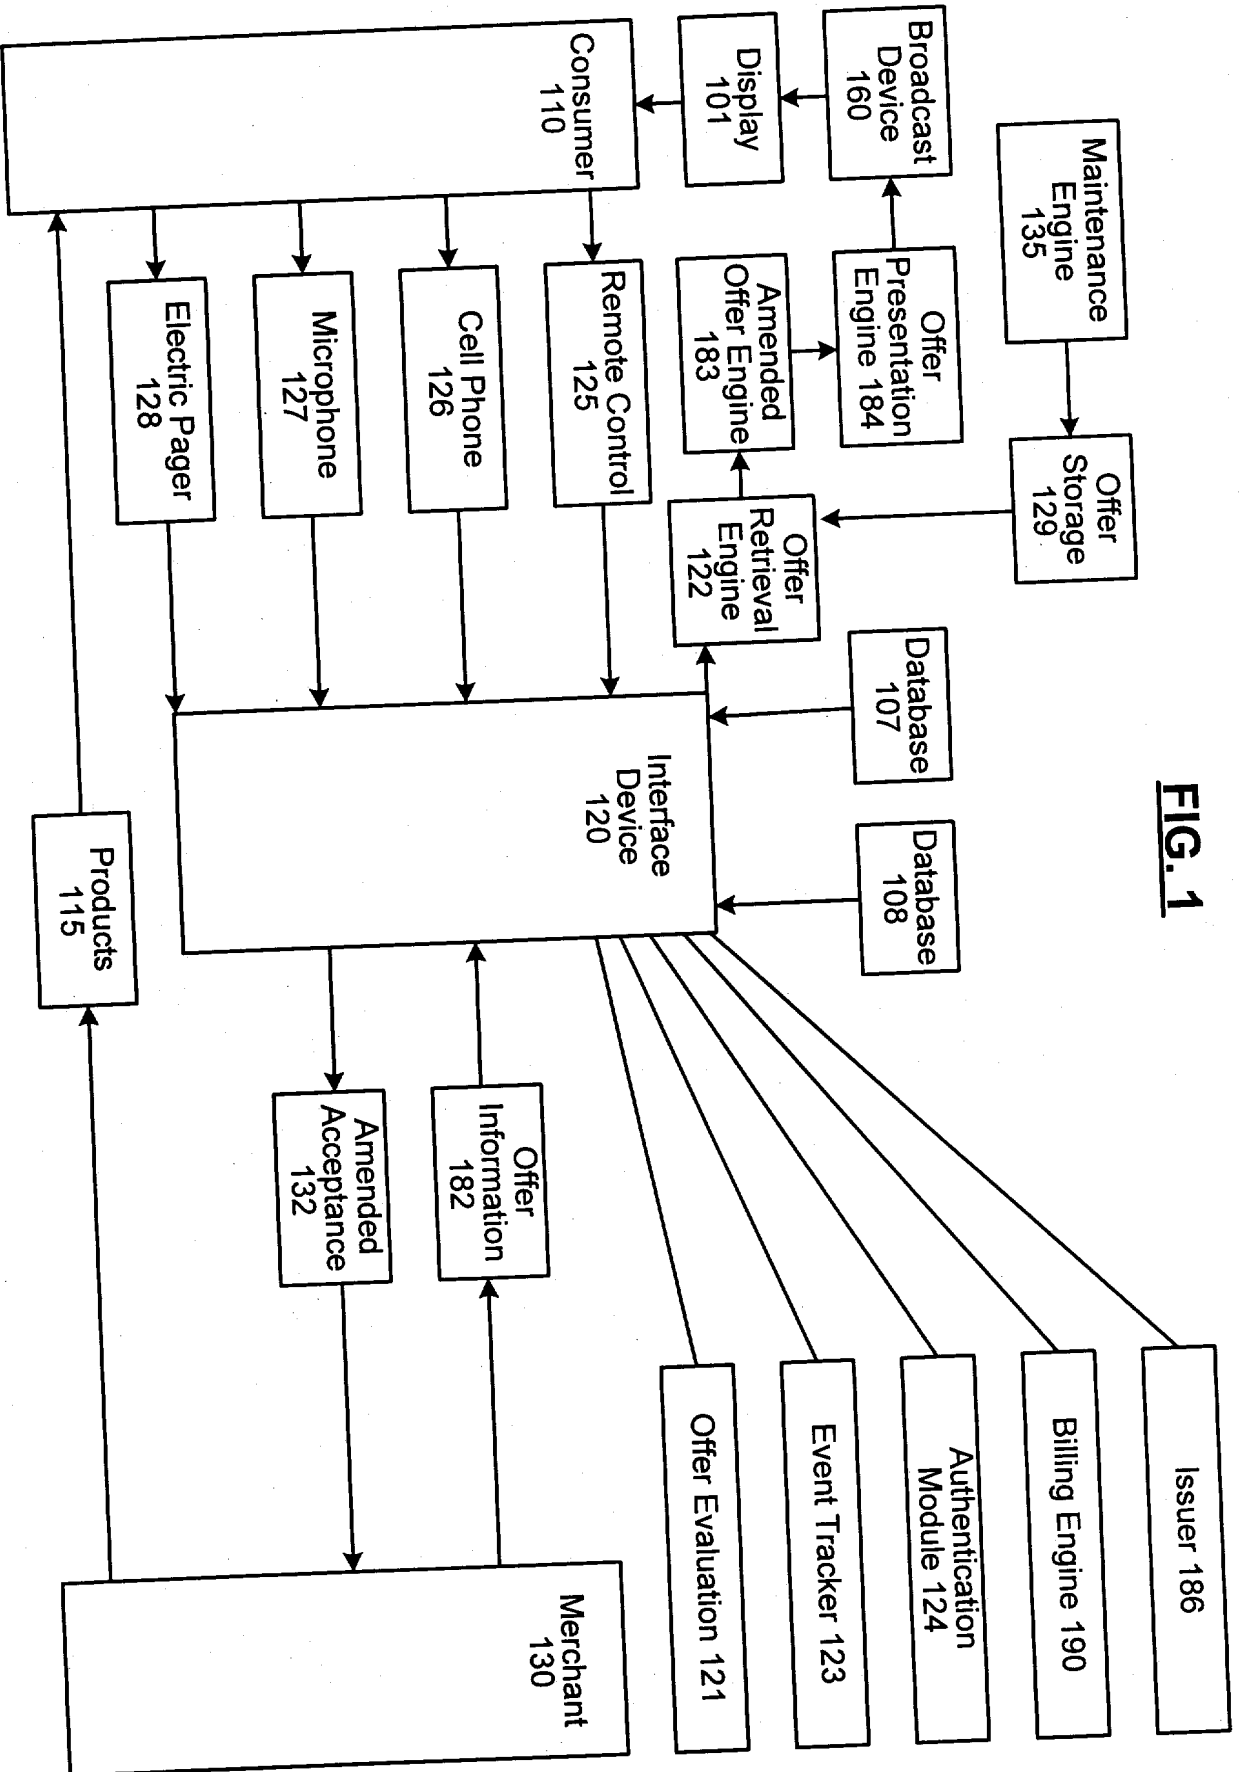 FIG. 1
Maintenance
Engine
135
Offer
Storage
129
Broadcast
Device
160
Offer
Presentation
Engine 184
Display
101
Amended
Offer Engine
183
Offer
Retrieval
Engine
122
Database
107
Database
108
Issuer 186
Billing Engine 190
Authentication
Module 124
Event Tracker 123
Offer Evaluation 121
Consumer
110
Remote Control
125
Cell Phone
126
Microphone
127
Electric Pager
128
Interface
Device
120
Offer
Information
182
Amended
Acceptance
132
Merchant
130
Products
115